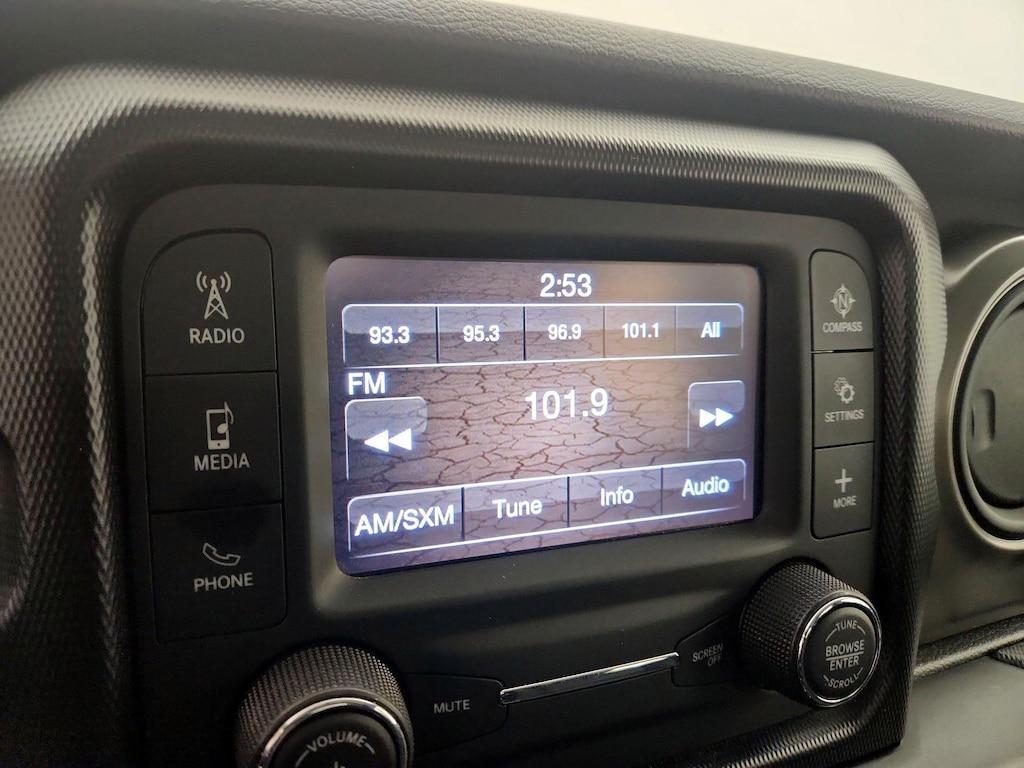 2:53
93.3 95.3 96.9 101.1 All
FM
101.9
AM/SXM Tune Info Audio
RADIO
MEDIA
PHONE
N
COMPASS
SETTINGS
MORE
MUTE
SCREEN
OFF
VOLUME
TUNE
BROWSE
ENTER
SCROLL